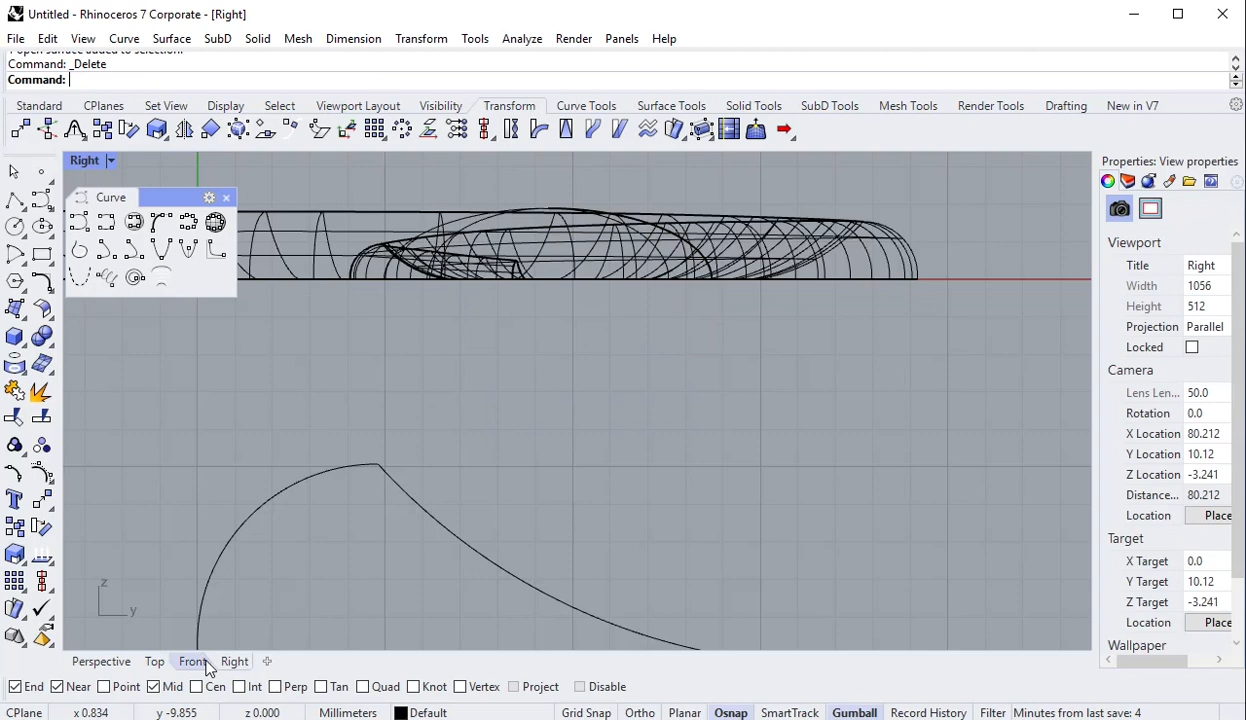 Untitled - Rhinoceros 7 Corporate - [Right]
File Edit View Curve Surface SubD Solid Mesh Dimension Transform Tools Analyze Render Panels Help
Command: _Delete
Command:
Standard CPlanes Set View Display Select Viewport Layout Visibility Transform Curve Tools Surface Tools Solid Tools SubD Tools Mesh Tools Render Tools Drafting New in V7
Right
Curve
z
y
Properties: View properties
Viewport
Title Right
Width 1056
Height 512
Projection Parallel
Locked
Camera
Lens Len... 50.0
Rotation 0.0
X Location 80.212
Y Location 10.12
Z Location -3.241
Distance... 80.212
Location Place
Target
X Target 0.0
Y Target 10.12
Z Target -3.241
Location Place
Wallpaper
Perspective Top Front Right
End Near Point Mid Cen Int Perp Tan Quad Knot Vertex Project Disable
CPlane x 0.834 y -9.855 z 0.000 Millimeters Default Grid Snap Ortho Planar Osnap SmartTrack Gumball Record History Filter Minutes from last save: 4